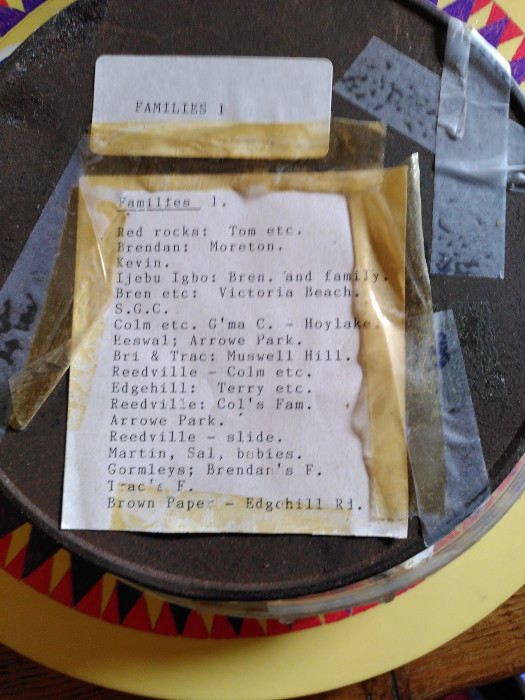 FAMILIES 1
Families 1.
Red rocks: Tom etc.
Brendan: Moreton.
Kevin.
Ijebu Igbo: Bren. and family.
Bren etc: Victoria Beach.
S.G.C.
Colm etc. G'ma C. - Hoylake.
Heswal; Arrowe Park.
Bri & Trac: Muswell Hill.
Reedville - Colm etc.
Edgehill: Terry etc.
Reedville: Col's Fam.
Arrowe Park.
Reedville - slide.
Martin, Sal, babies.
Gormleys; Brendan's F.
Trac's F.
Brown Paper - Edgehill Rd.